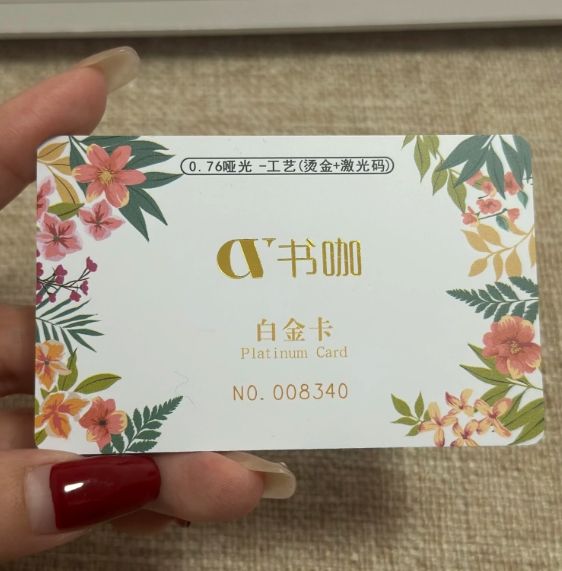 0.76哑光 -工艺(烫金+激光码)
书咖
白金卡
Platinum Card
NO. 008340